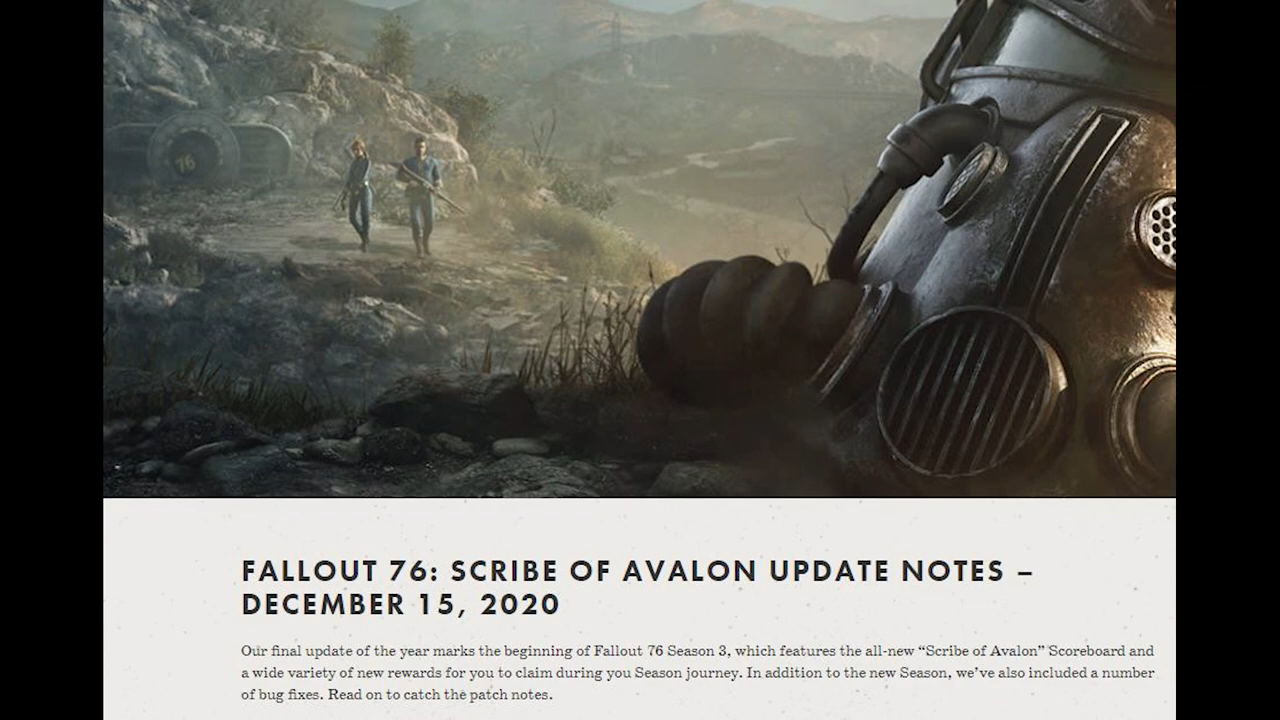 76
FALLOUT 76: SCRIBE OF AVALON UPDATE NOTES –
DECEMBER 15, 2020
Our final update of the year marks the beginning of Fallout 76 Season 3, which features the all-new “Scribe of Avalon” Scoreboard and
a wide variety of new rewards for you to claim during you Season journey. In addition to the new Season, we’ve also included a number
of bug fixes. Read on to catch the patch notes.